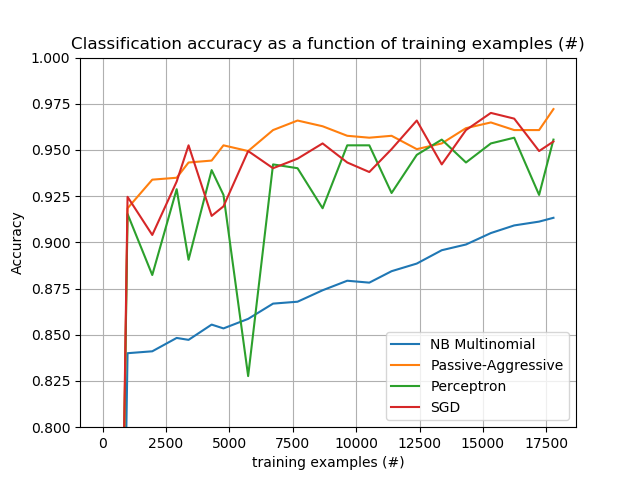 Classification accuracy as a function of training examples (#)
1.000
0.975
0.950
0.925
0.900
0.875
0.850
0.825
0.800
Accuracy
NB Multinomial
Passive-Aggressive
Perceptron
SGD
0 2500 5000 7500 10000 12500 15000 17500
training examples (#)